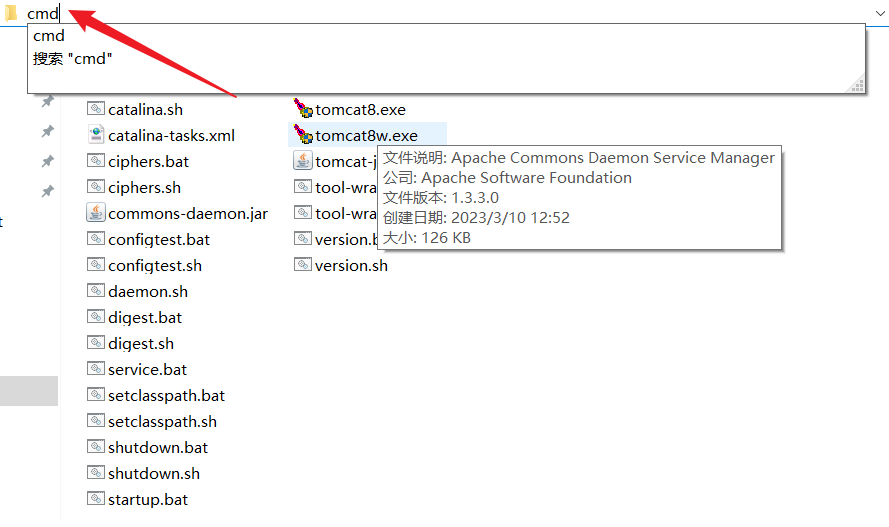 cmd
cmd
搜索 "cmd"
catalina.sh
catalina-tasks.xml
ciphers.bat
ciphers.sh
commons-daemon.jar
configtest.bat
configtest.sh
daemon.sh
digest.bat
digest.sh
service.bat
setclasspath.bat
setclasspath.sh
shutdown.bat
shutdown.sh
startup.bat
tomcat8.exe
tomcat8w.exe
tomcat-j
tool-wra
tool-wra
version.b
version.sh
文件说明: Apache Commons Daemon Service Manager
公司: Apache Software Foundation
文件版本: 1.3.3.0
创建日期: 2023/3/10 12:52
大小: 126 KB
t